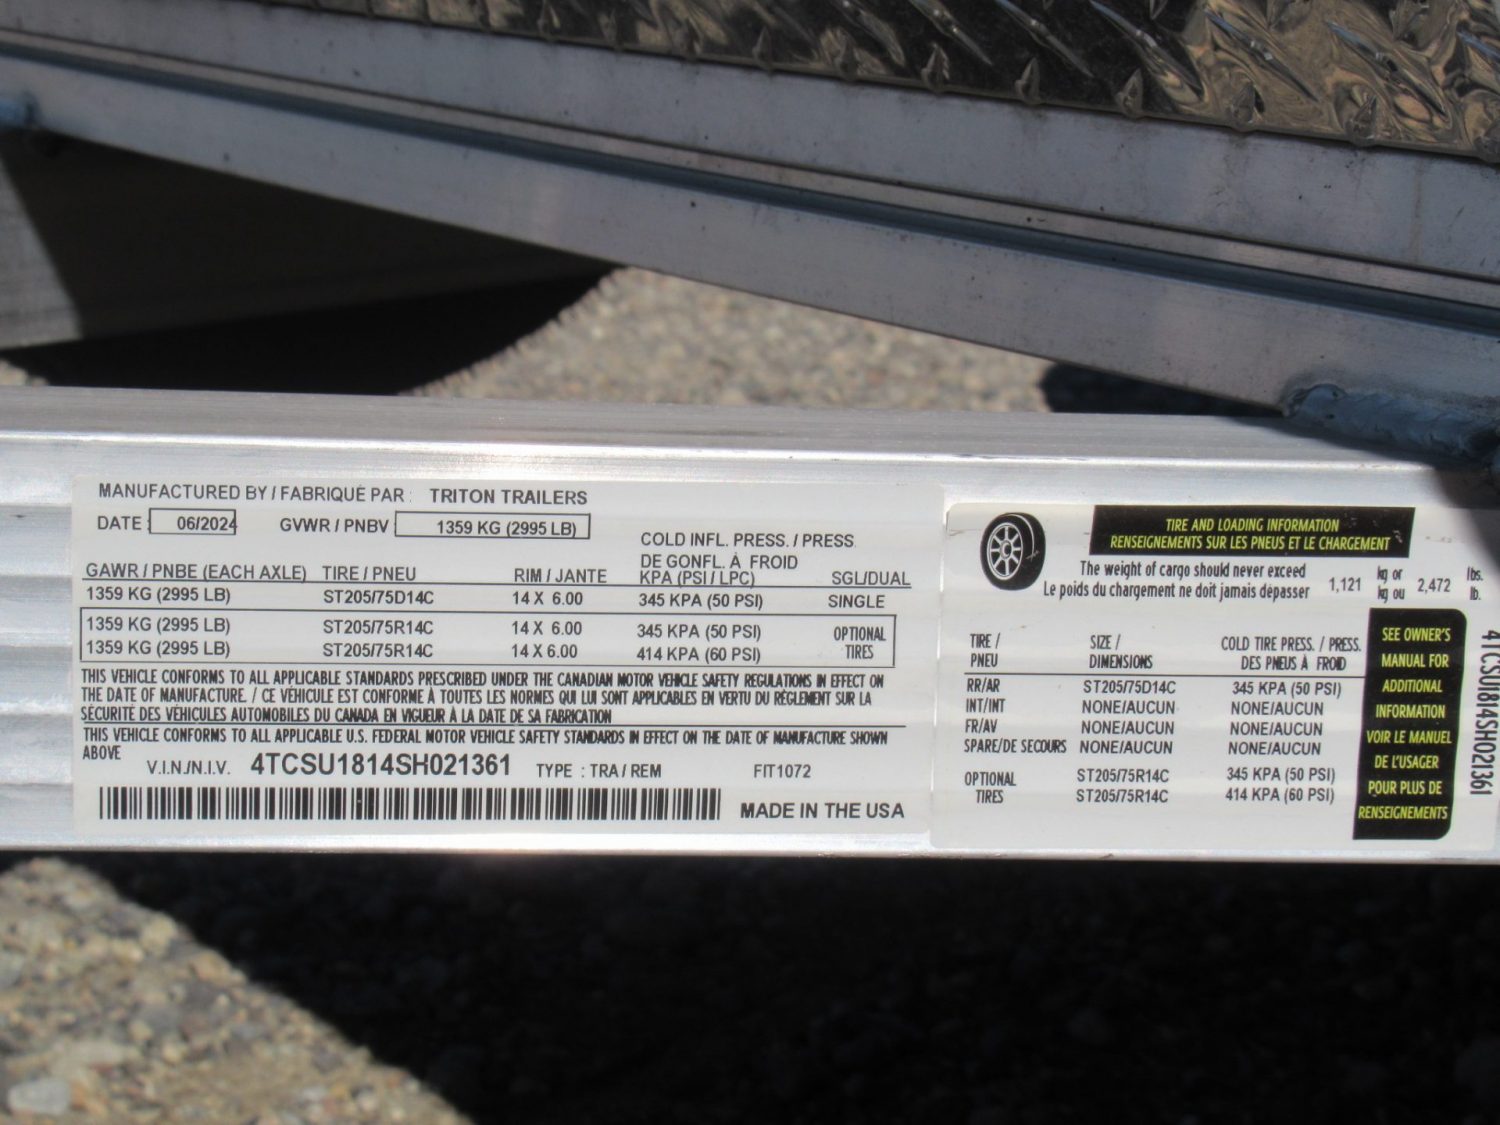 MANUFACTURED BY / FABRIQUÉ PAR : TRITON TRAILERS
DATE: 06/2024 GVWR / PNBV 1359 KG (2995 LB)
COLD INFL. PRESS. / PRESS.
DE GONFL. À FROID
GAWR / PNBE (EACH AXLE) TIRE / PNEU RIM / JANTE KPA (PSI / LPC) SGL/DUAL
1359 KG (2995 LB) ST205/75D14C 14 X 6.00 345 KPA (50 PSI) SINGLE
1359 KG (2995 LB) ST205/75R14C 14 X 6.00 345 KPA (50 PSI) OPTIONAL
1359 KG (2995 LB) ST205/75R14C 14 X 6.00 414 KPA (60 PSI) TIRES
THIS VEHICLE CONFORMS TO ALL APPLICABLE STANDARDS PRESCRIBED UNDER THE CANADIAN MOTOR VEHICLE SAFETY REGULATIONS IN EFFECT ON
THE DATE OF MANUFACTURE. / CE VÉHICULE EST CONFORME À TOUTES LES NORMES QUI LUI SONT APPLICABLES EN VERTU DU RÈGLEMENT SUR LA
SÉCURITÉ DES VÉHICULES AUTOMOBILES DU CANADA EN VIGUEUR À LA DATE DE SA FABRICATION
THIS VEHICLE CONFORMS TO ALL APPLICABLE U.S. FEDERAL MOTOR VEHICLE SAFETY STANDARDS IN EFFECT ON THE DATE OF MANUFACTURE SHOWN
ABOVE
V.I.N./N.I.V. 4TCSU1814SH021361 TYPE : TRA / REM FIT1072
MADE IN THE USA
TIRE AND LOADING INFORMATION
RENSEIGNEMENTS SUR LES PNEUS ET LE CHARGEMENT
The weight of cargo should never exceed 1,121 kg or 2,472 lbs.
Le poids du chargement ne doit jamais dépasser kg ou lb.
TIRE / SIZE / COLD TIRE PRESS. / PRESS.
PNEU DIMENSIONS DES PNEUS À FROID
RR/AR ST205/75D14C 345 KPA (50 PSI)
INT/INT NONE/AUCUN NONE/AUCUN
FR/AV NONE/AUCUN NONE/AUCUN
SPARE/DE SECOURS NONE/AUCUN NONE/AUCUN
OPTIONAL ST205/75R14C 345 KPA (50 PSI)
TIRES ST205/75R14C 414 KPA (60 PSI)
SEE OWNER'S
MANUAL FOR
ADDITIONAL
INFORMATION
VOIR LE MANUEL
DE L'USAGER
POUR PLUS DE
RENSEIGNEMENTS
4TCSU1814SH021361